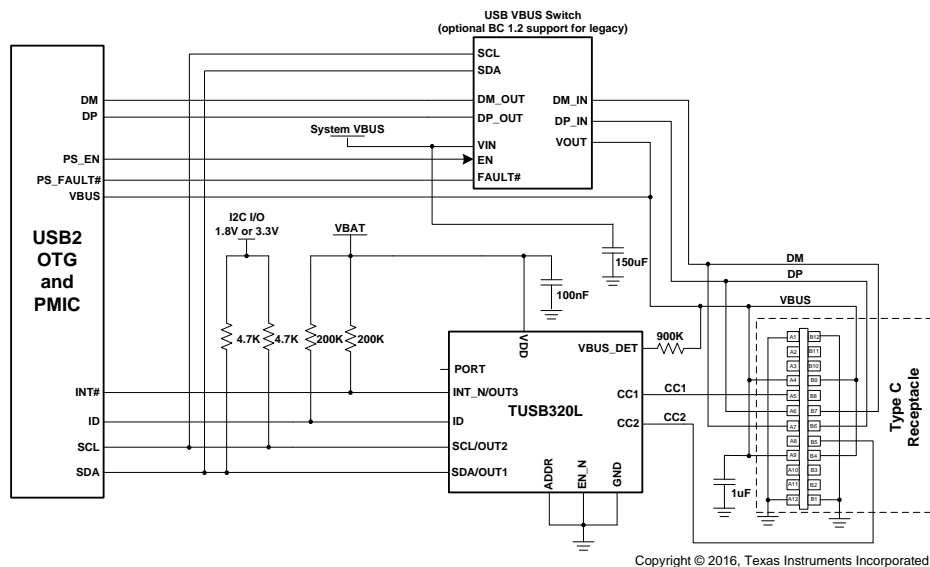 USB VBUS Switch
(optional BC 1.2 support for legacy)
SCL
SDA
DM
DM_OUT
DM_IN
DP
DP_OUT
DP_IN
System VBUS
VIN
VOUT
PS_EN
EN
PS_FAULT#
FAULT#
VBUS
USB2
OTG
and
PMIC
I2C I/O
1.8V or 3.3V
VBAT
150uF
100nF
DM
DP
VBUS
4.7K
4.7K
200K
200K
900K
VDD
VBUS_DET
PORT
INT#
INT_N/OUT3
CC1
CC1
TUSB320L
ID
ID
CC2
CC2
SCL
SCL/OUT2
SDA
SDA/OUT1
ADDR
EN_N
GND
1uF
A1
B12
A2
B11
A3
B10
A4
B9
A5
B8
A6
B7
A7
B6
A8
B5
A9
B4
A10
B3
A11
B2
A12
B1
Type C
Receptacle
Copyright © 2016, Texas Instruments Incorporated